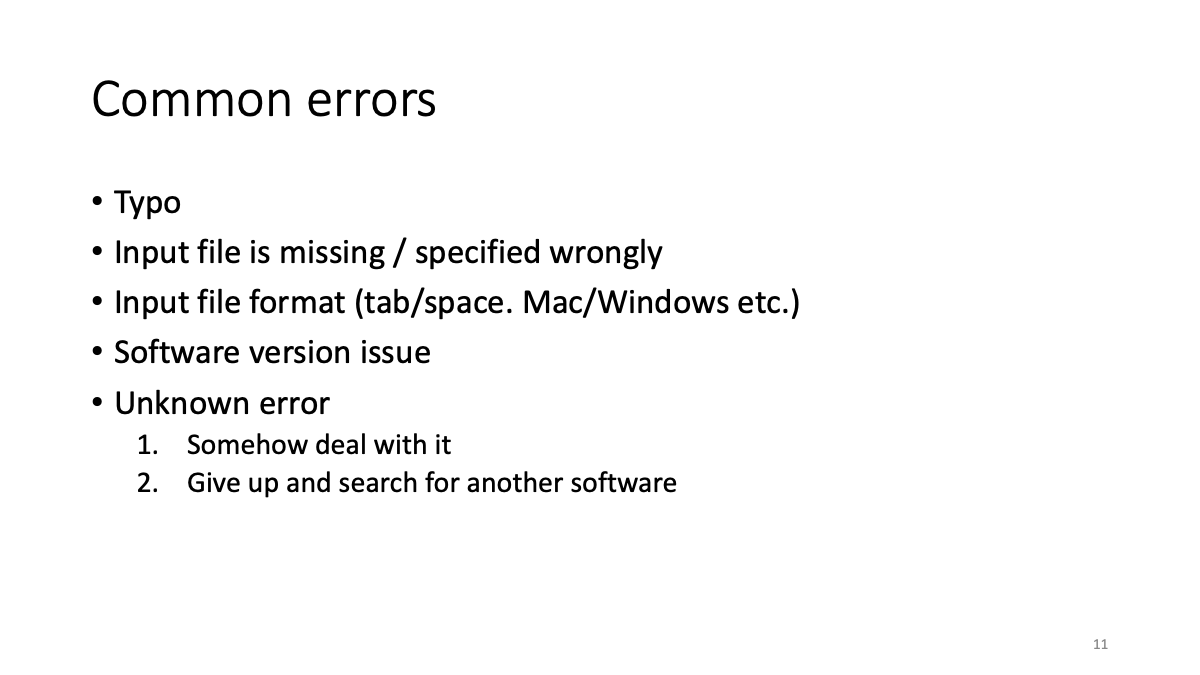 Common errors
• Typo
• Input file is missing / specified wrongly
• Input file format (tab/space. Mac/Windows etc.)
• Software version issue
• Unknown error
1. Somehow deal with it
2. Give up and search for another software
11